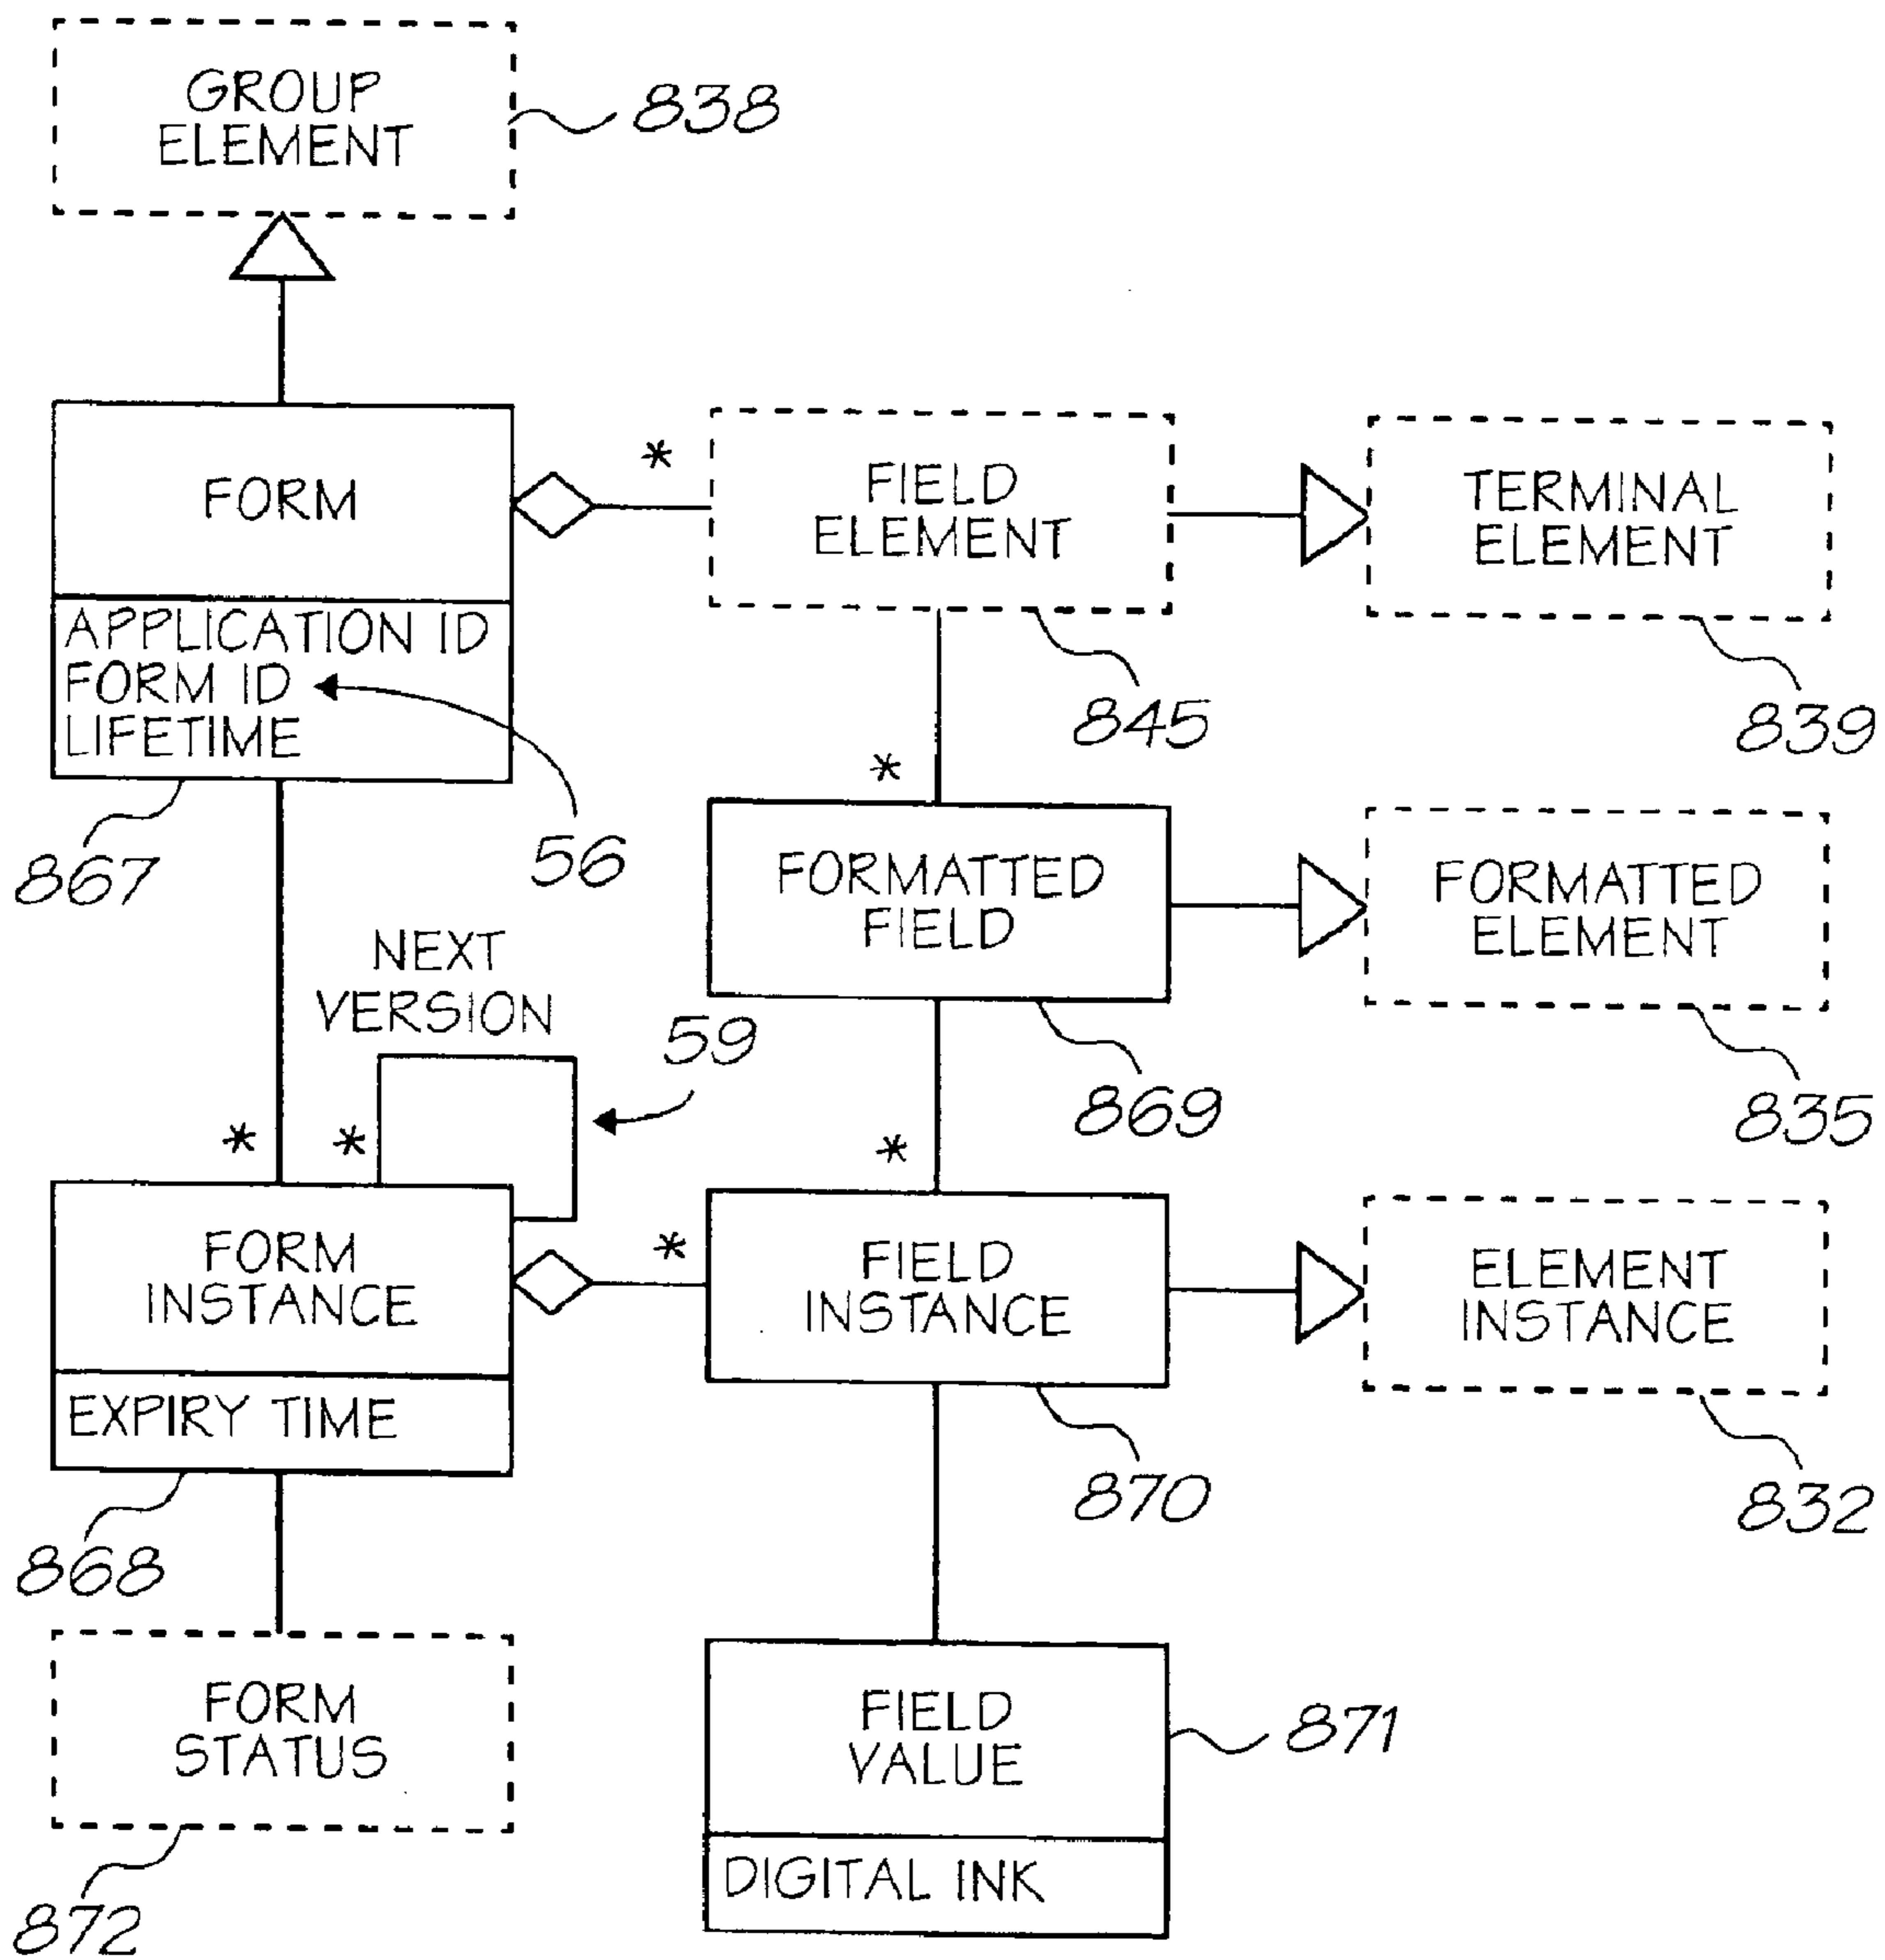 GROUP
ELEMENT
838
FORM
*
FIELD
ELEMENT
TERMINAL
ELEMENT
APPLICATION ID
FORM ID
LIFETIME
845
839
867
56
*
FORMATTED
FIELD
FORMATTED
ELEMENT
NEXT
VERSION
59
869
835
*
*
*
FORM
INSTANCE
*
FIELD
INSTANCE
ELEMENT
INSTANCE
EXPIRY TIME
868
870
832
FORM
STATUS
FIELD
VALUE
871
DIGITAL INK
872